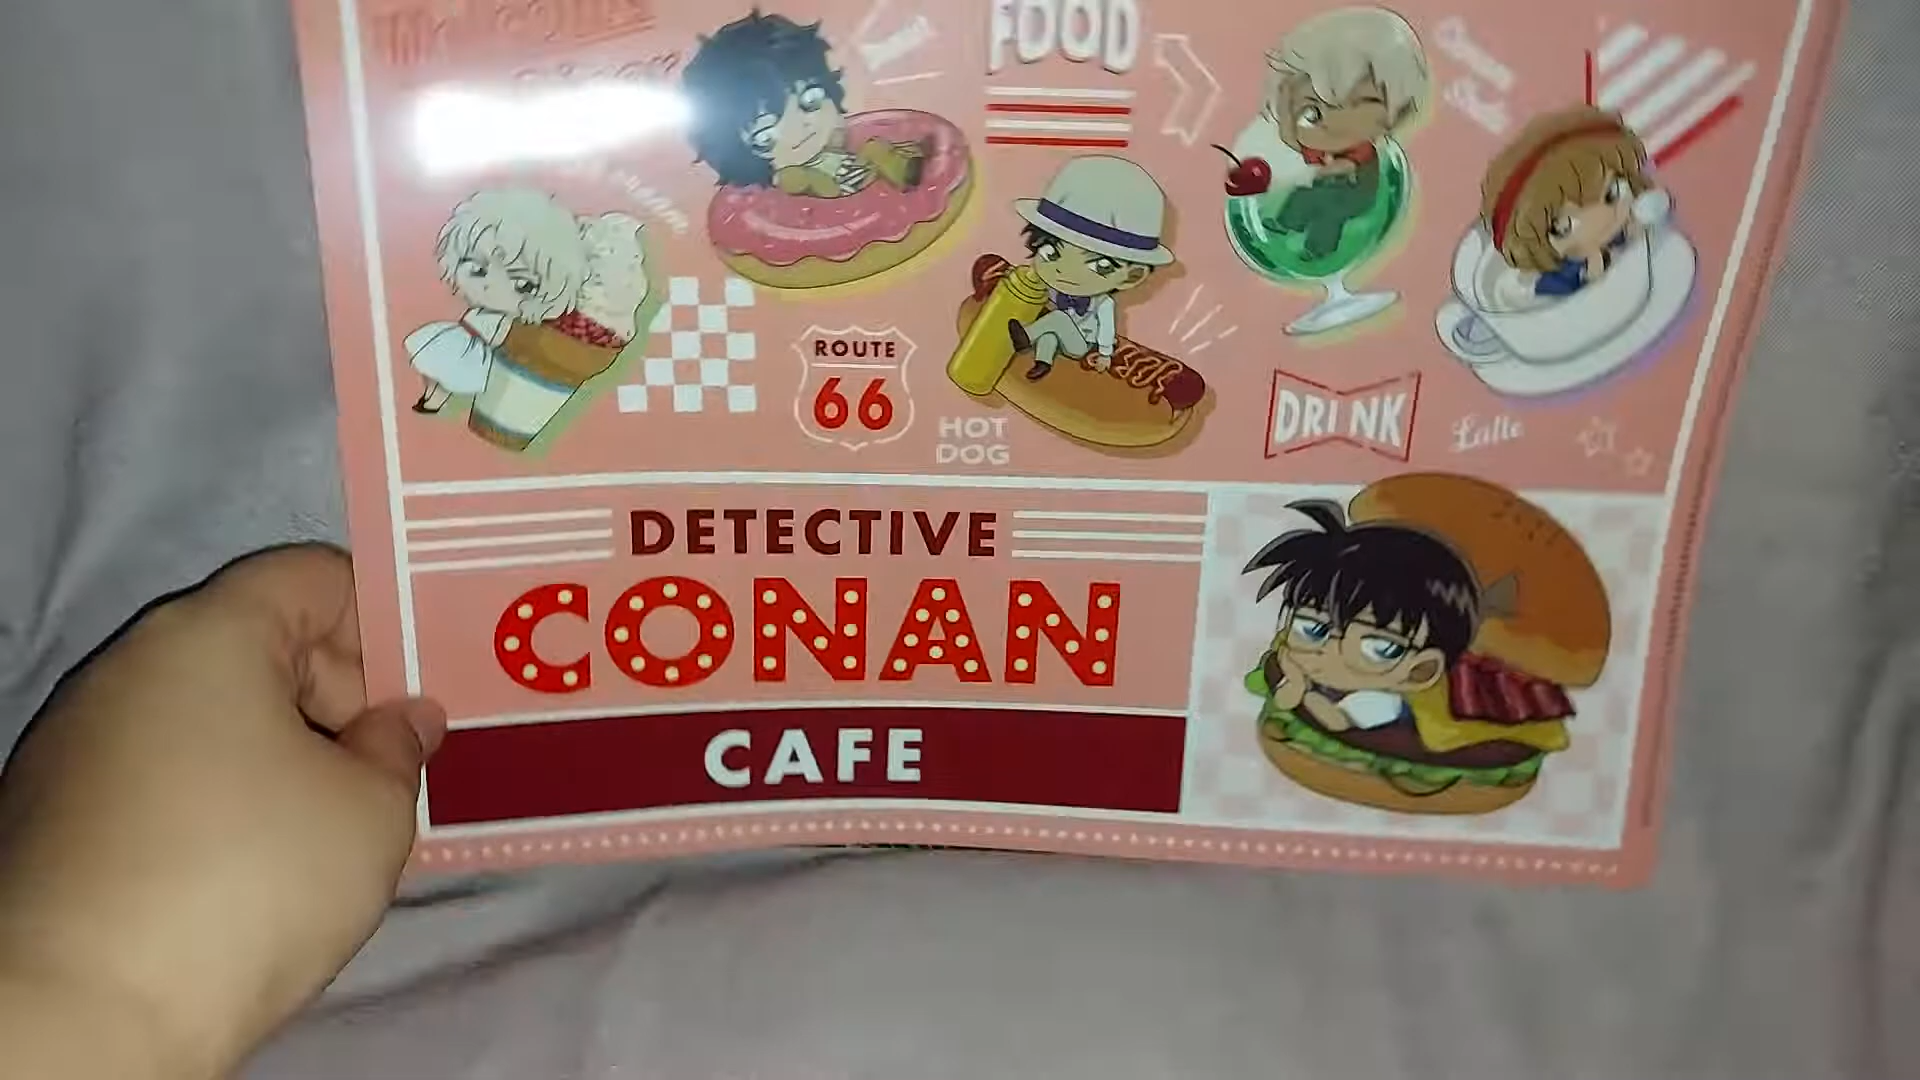 FOOD
ROUTE
66
HOT
DOG
DRINK
Latte
DETECTIVE
CONAN
CAFE